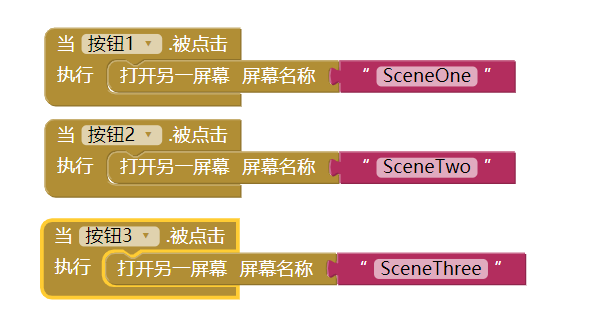 当 按钮1 .被点击
执行 打开另一屏幕 屏幕名称 “ SceneOne ”
当 按钮2 .被点击
执行 打开另一屏幕 屏幕名称 “ SceneTwo ”
当 按钮3 .被点击
执行 打开另一屏幕 屏幕名称 “ SceneThree ”